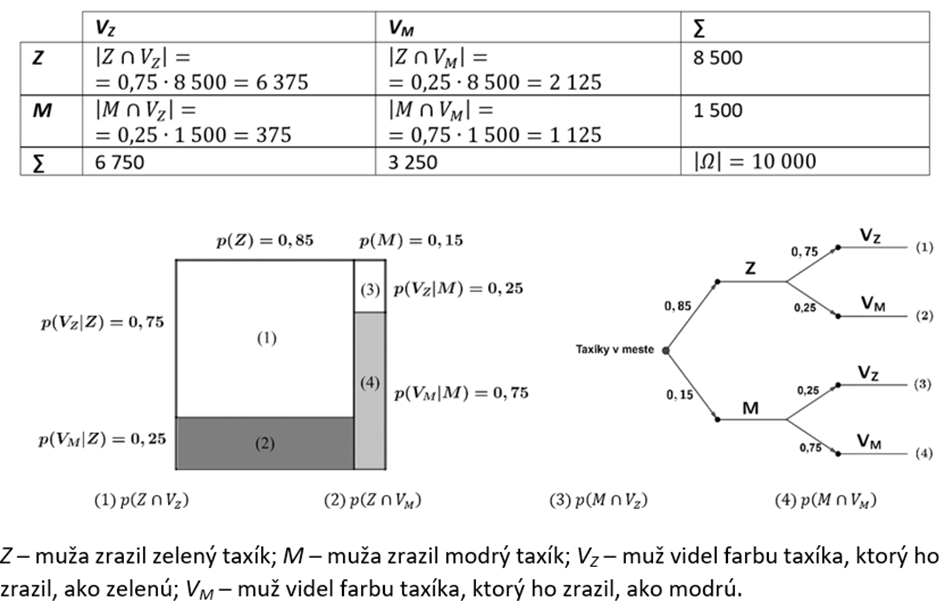 V_Z V_M ∑
Z |Z ∩ V_Z| = |Z ∩ V_M| = 8 500
= 0,75 · 8 500 = 6 375 = 0,25 · 8 500 = 2 125
M |M ∩ V_Z| = |M ∩ V_M| = 1 500
= 0,25 · 1 500 = 375 = 0,75 · 1 500 = 1 125
∑ 6 750 3 250 |Ω| = 10 000
p(Z) = 0,85 p(M) = 0,15
(3) p(V_Z|M) = 0,25
p(V_Z|Z) = 0,75 (1)
(4) p(V_M|M) = 0,75
p(V_M|Z) = 0,25 (2)
V_Z (1)
0,75
Z
0,25 V_M (2)
0,85
Taxíky v meste
0,15
V_Z (3)
0,25
M
0,75 V_M (4)
(1) p(Z ∩ V_Z) (2) p(Z ∩ V_M) (3) p(M ∩ V_Z) (4) p(M ∩ V_M)
Z – muža zrazil zelený taxík; M – muža zrazil modrý taxík; V_Z – muž videl farbu taxíka, ktorý ho
zrazil, ako zelenú; V_M – muž videl farbu taxíka, ktorý ho zrazil, ako modrú.